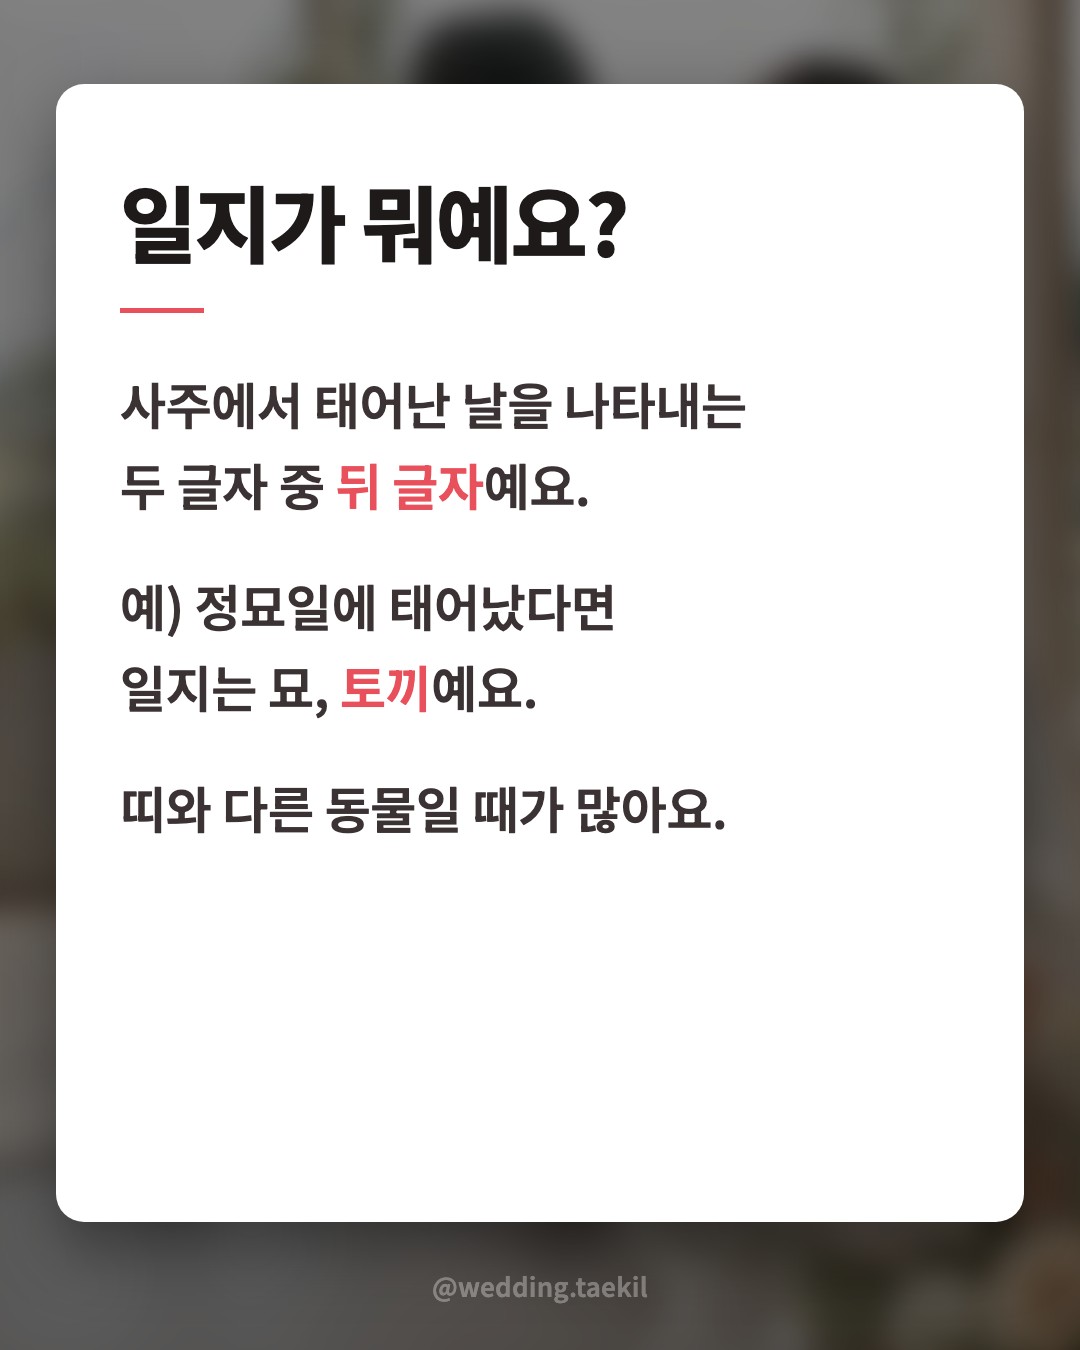 일지가 뭐예요?
사주에서 태어난 날을 나타내는
두 글자 중 뒤 글자예요.
예) 정묘일에 태어났다면
일지는 묘, 토끼예요.
띠와 다른 동물일 때가 많아요.
@wedding.taekil